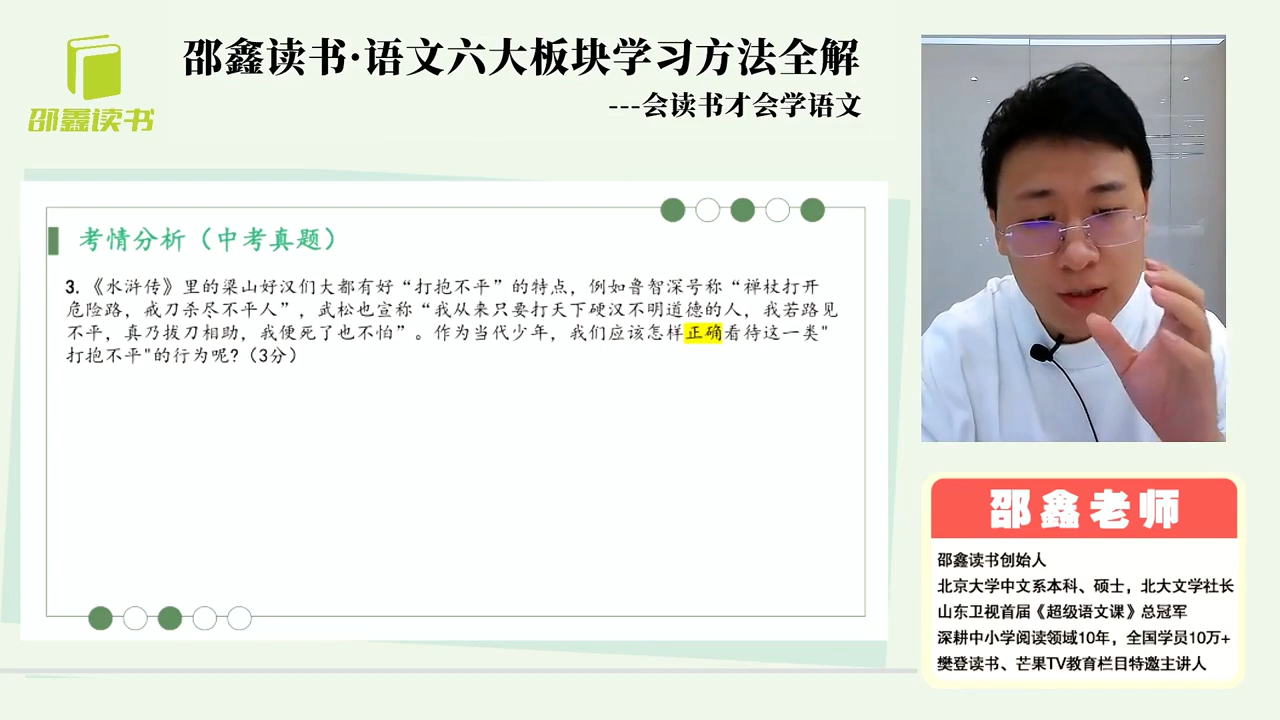 邵鑫读书·语文六大板块学习方法全解
---会读书才会学语文
邵鑫读书
考情分析（中考真题）
3.《水浒传》里的梁山好汉们大都有好“打抱不平”的特点，例如鲁智深号称“禅杖打开
危险路，戒刀杀尽不平人”，武松也宣称“我从来只要打天下硬汉不明道德的人，我若路见
不平，真乃拔刀相助，我便死了也不怕”。作为当代少年，我们应该怎样正确看待这一类"
打抱不平"的行为呢?（3分）
邵鑫老师
邵鑫读书创始人
北京大学中文系本科、硕士，北大文学社长
山东卫视首届《超级语文课》总冠军
深耕中小学阅读领域10年，全国学员10万+
樊登读书、芒果TV教育栏目特邀主讲人